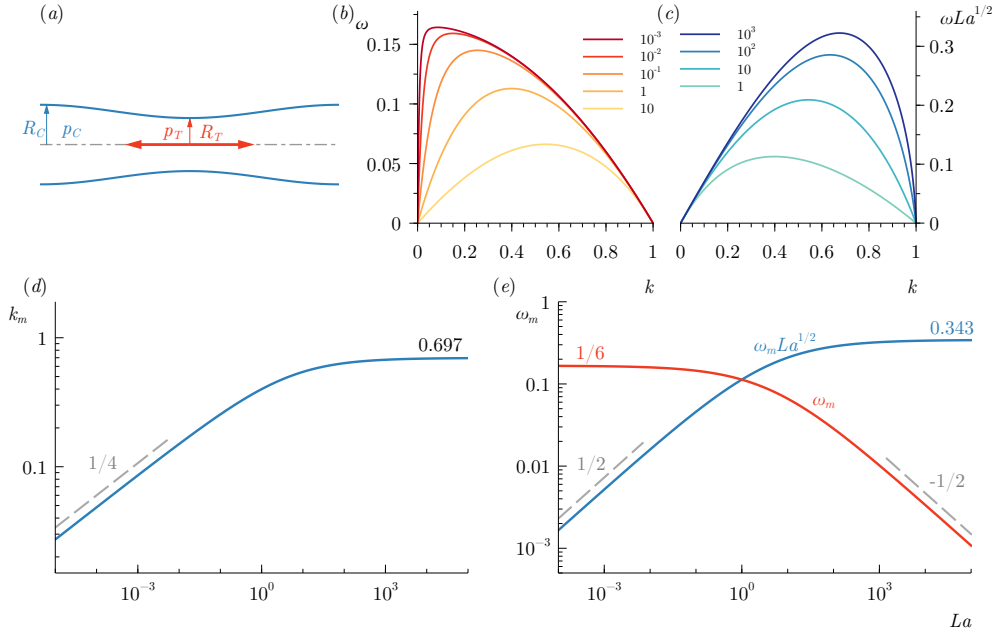 (a)
R_C p_C p_T R_T
(b)
ω
0.15
0.1
0.05
0
0 0.2 0.4 0.6 0.8 1
k
10^-3
10^-2
10^-1
1
10
(c)
ωLa^1/2
10^3
10^2
10
1
0.3
0.2
0.1
0
0 0.2 0.4 0.6 0.8 1
k
(d)
k_m
1
0.1
0.697
1/4
10^-3 10^0 10^3
(e)
ω_m
1
0.1
0.01
10^-3
1/6
ω_m La^1/2
0.343
ω_m
1/2
-1/2
10^-3 10^0 10^3
La